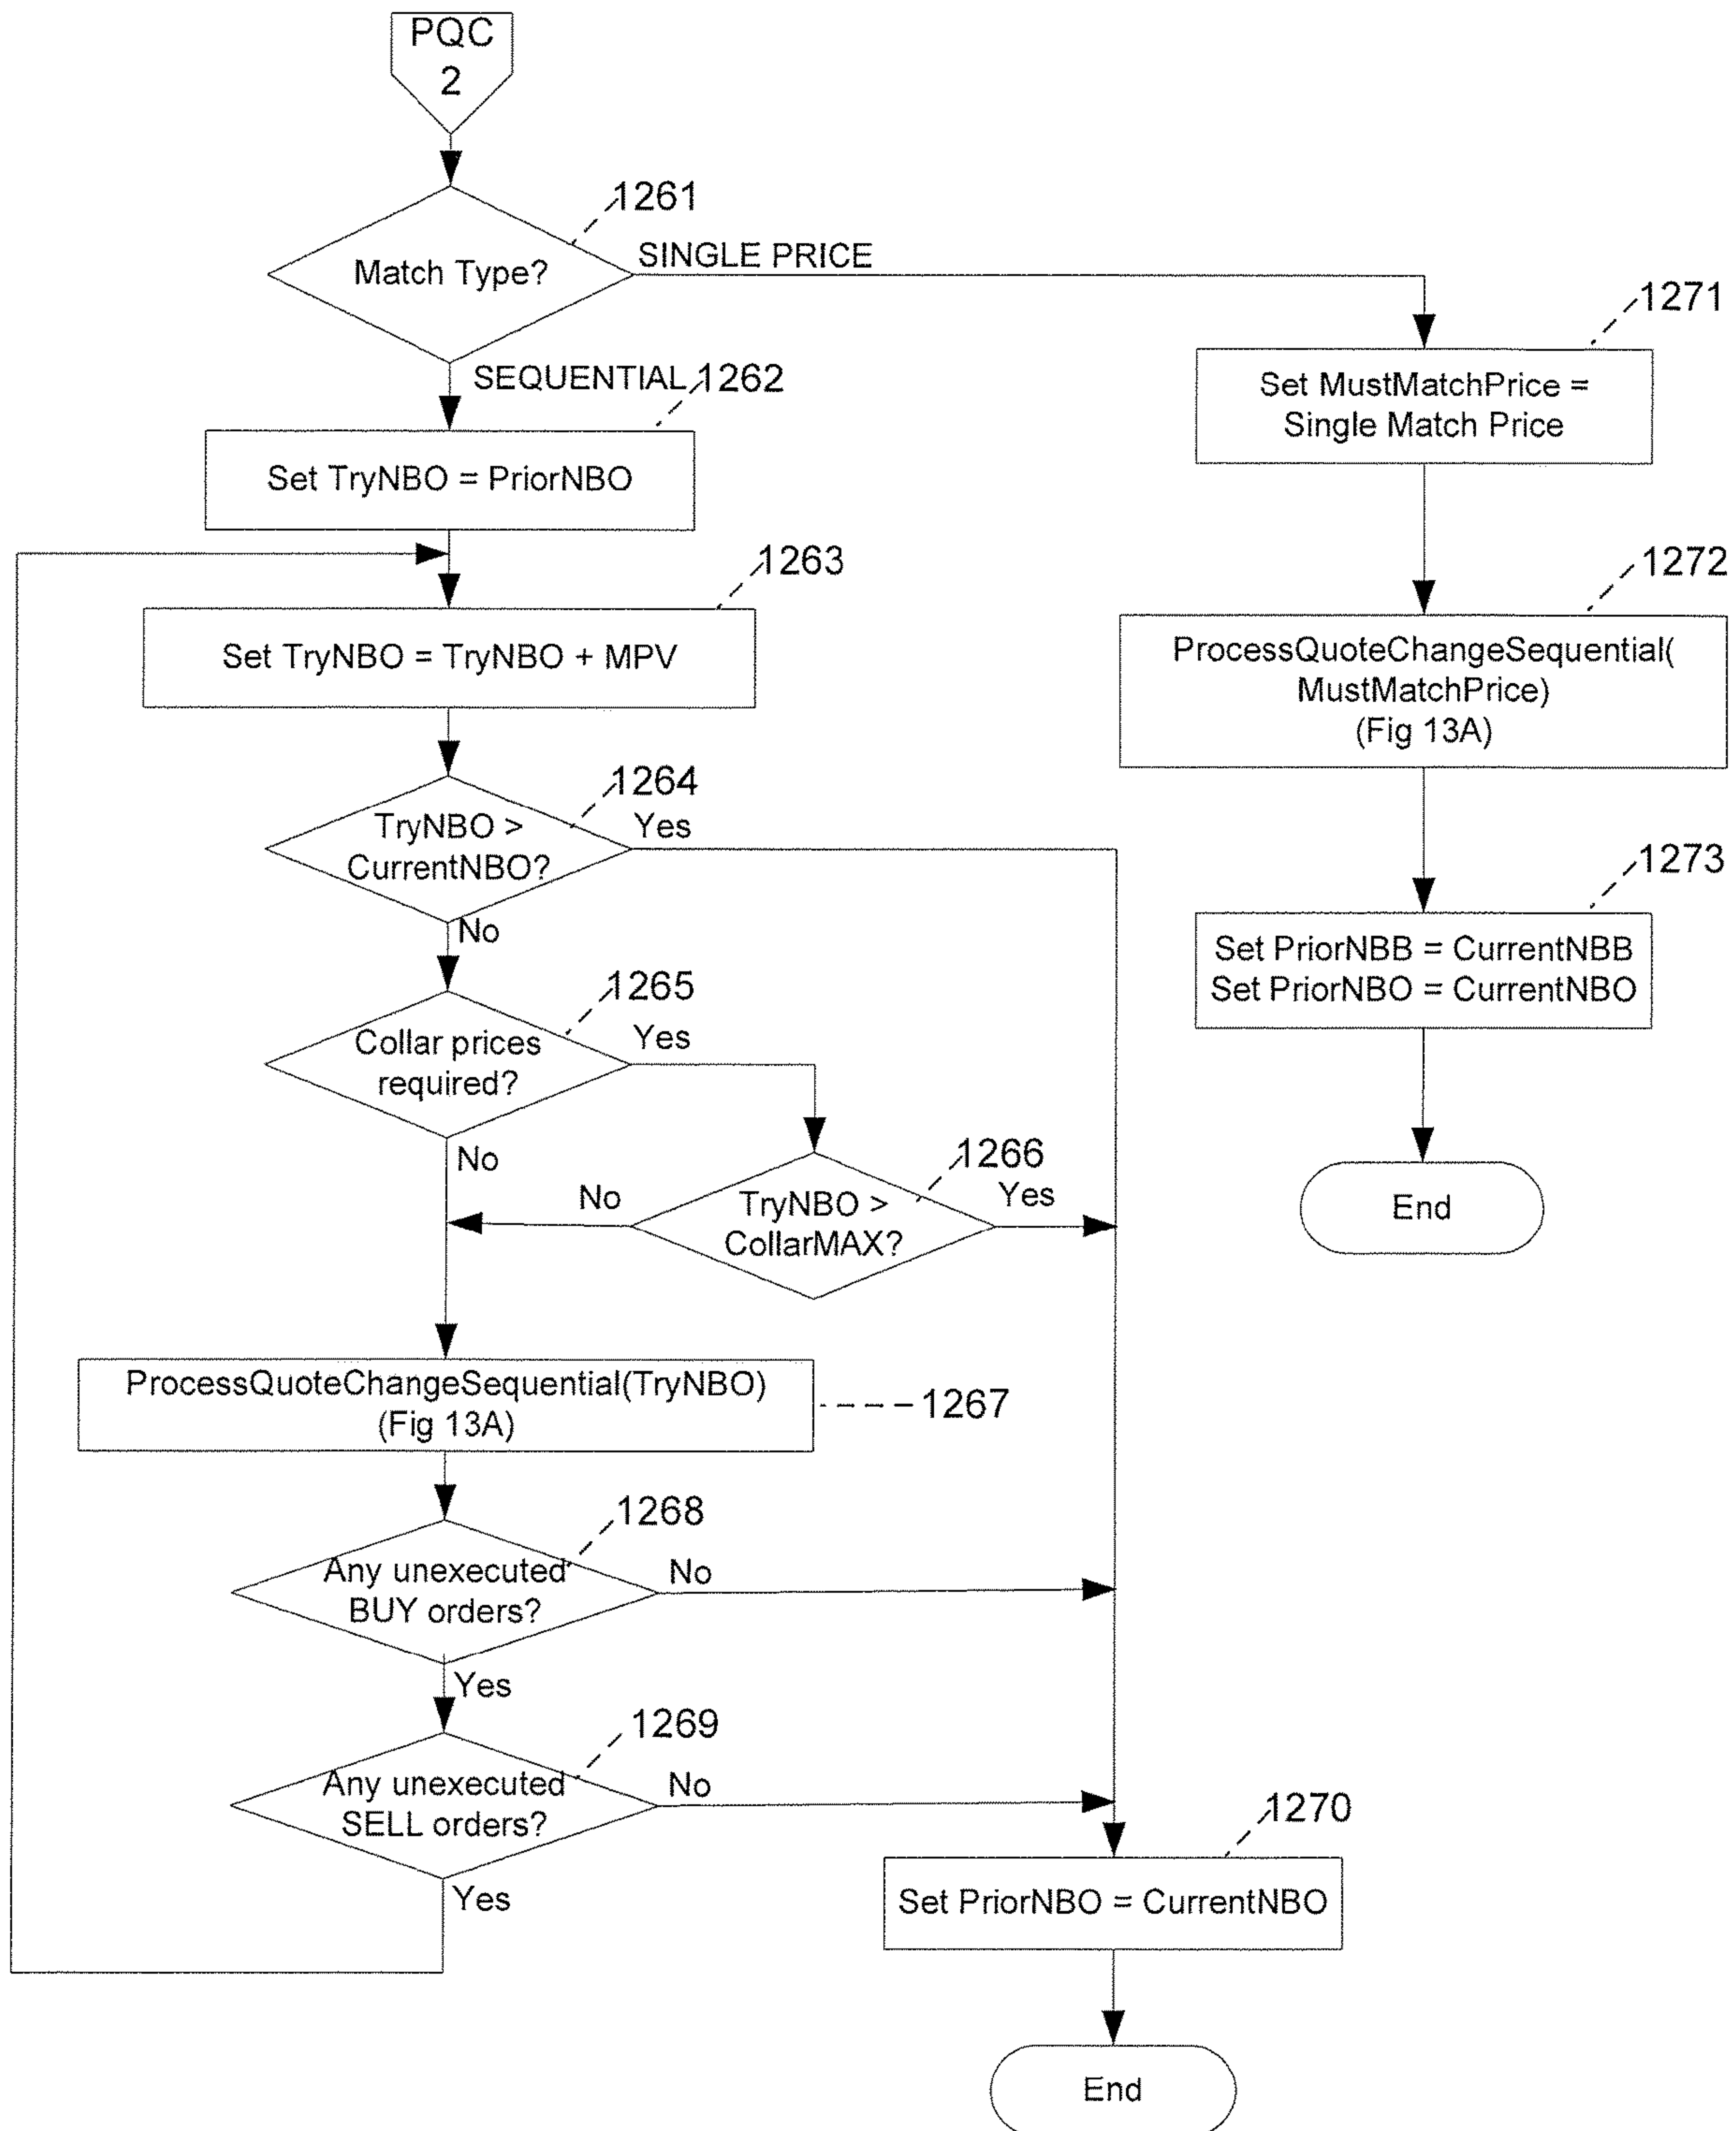 PQC
2
1261
Match Type?
SINGLE PRICE
SEQUENTIAL
1262
Set TryNBO = PriorNBO
1263
Set TryNBO = TryNBO + MPV
1264
TryNBO >
CurrentNBO?
Yes
No
1265
Collar prices
required?
Yes
No
1266
TryNBO >
CollarMAX?
No
Yes
ProcessQuoteChangeSequential(TryNBO)
(Fig 13A)
1267
1268
Any unexecuted
BUY orders?
No
Yes
1269
Any unexecuted
SELL orders?
No
Yes
1270
Set PriorNBO = CurrentNBO
End
1271
Set MustMatchPrice =
Single Match Price
1272
ProcessQuoteChangeSequential(
MustMatchPrice)
(Fig 13A)
1273
Set PriorNBB = CurrentNBB
Set PriorNBO = CurrentNBO
End